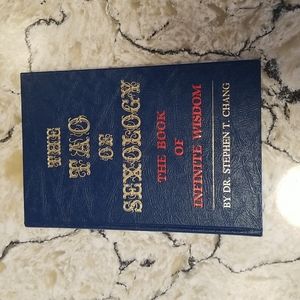 THE
TAO
OF
SEXOLOGY
THE BOOK
OF
INFINITE WISDOM
BY DR. STEPHEN T. CHANG